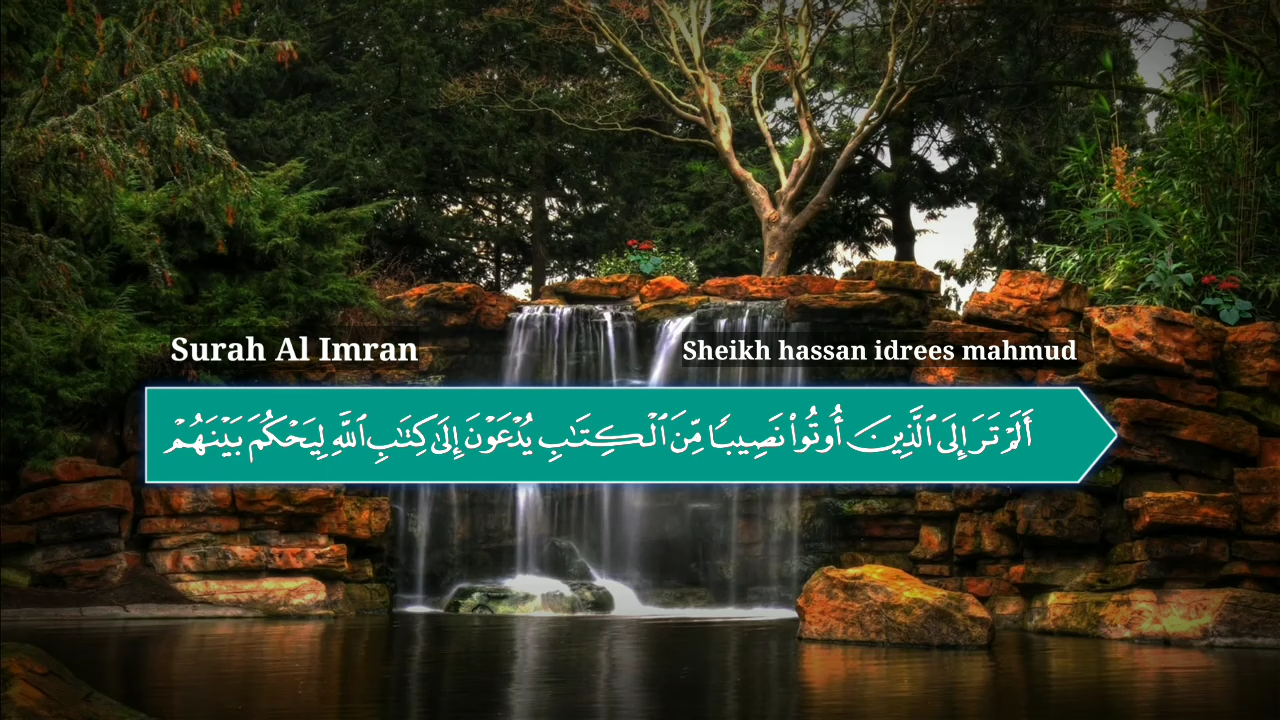 Surah Al Imran
Sheikh hassan idrees mahmud
أَلَمْ تَرَ إِلَى ٱلَّذِينَ أُوتُوا۟ نَصِيبًا مِّنَ ٱلْكِتَـٰبِ يُدْعَوْنَ إِلَىٰ كِتَـٰبِ ٱللَّهِ لِيَحْكُمَ بَيْنَهُمْ